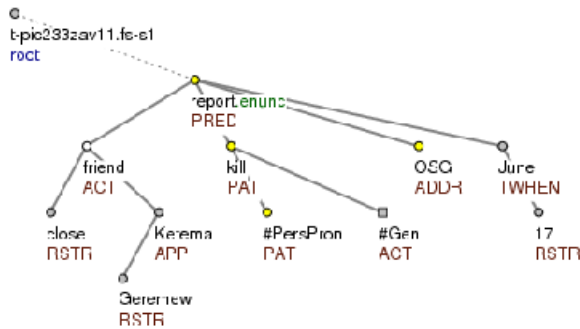 t-pic233zav11.fs-s1
root
report.enunc
PRED
friend kill OSG June
ACT PAT ADDR TWHEN
close Kerema #PersPron #Gen 17
RSTR APP PAT ACT RSTR
Geremew
RSTR